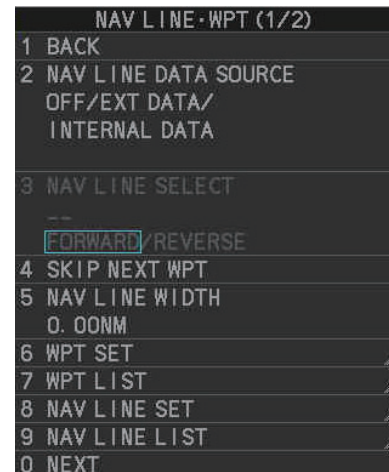 NAV LINE·WPT (1/2)
1 BACK
2 NAV LINE DATA SOURCE
OFF/EXT DATA/
INTERNAL DATA
3 NAV LINE SELECT
--
FORWARD/REVERSE
4 SKIP NEXT WPT
5 NAV LINE WIDTH
0.00NM
6 WPT SET
7 WPT LIST
8 NAV LINE SET
9 NAV LINE LIST
0 NEXT